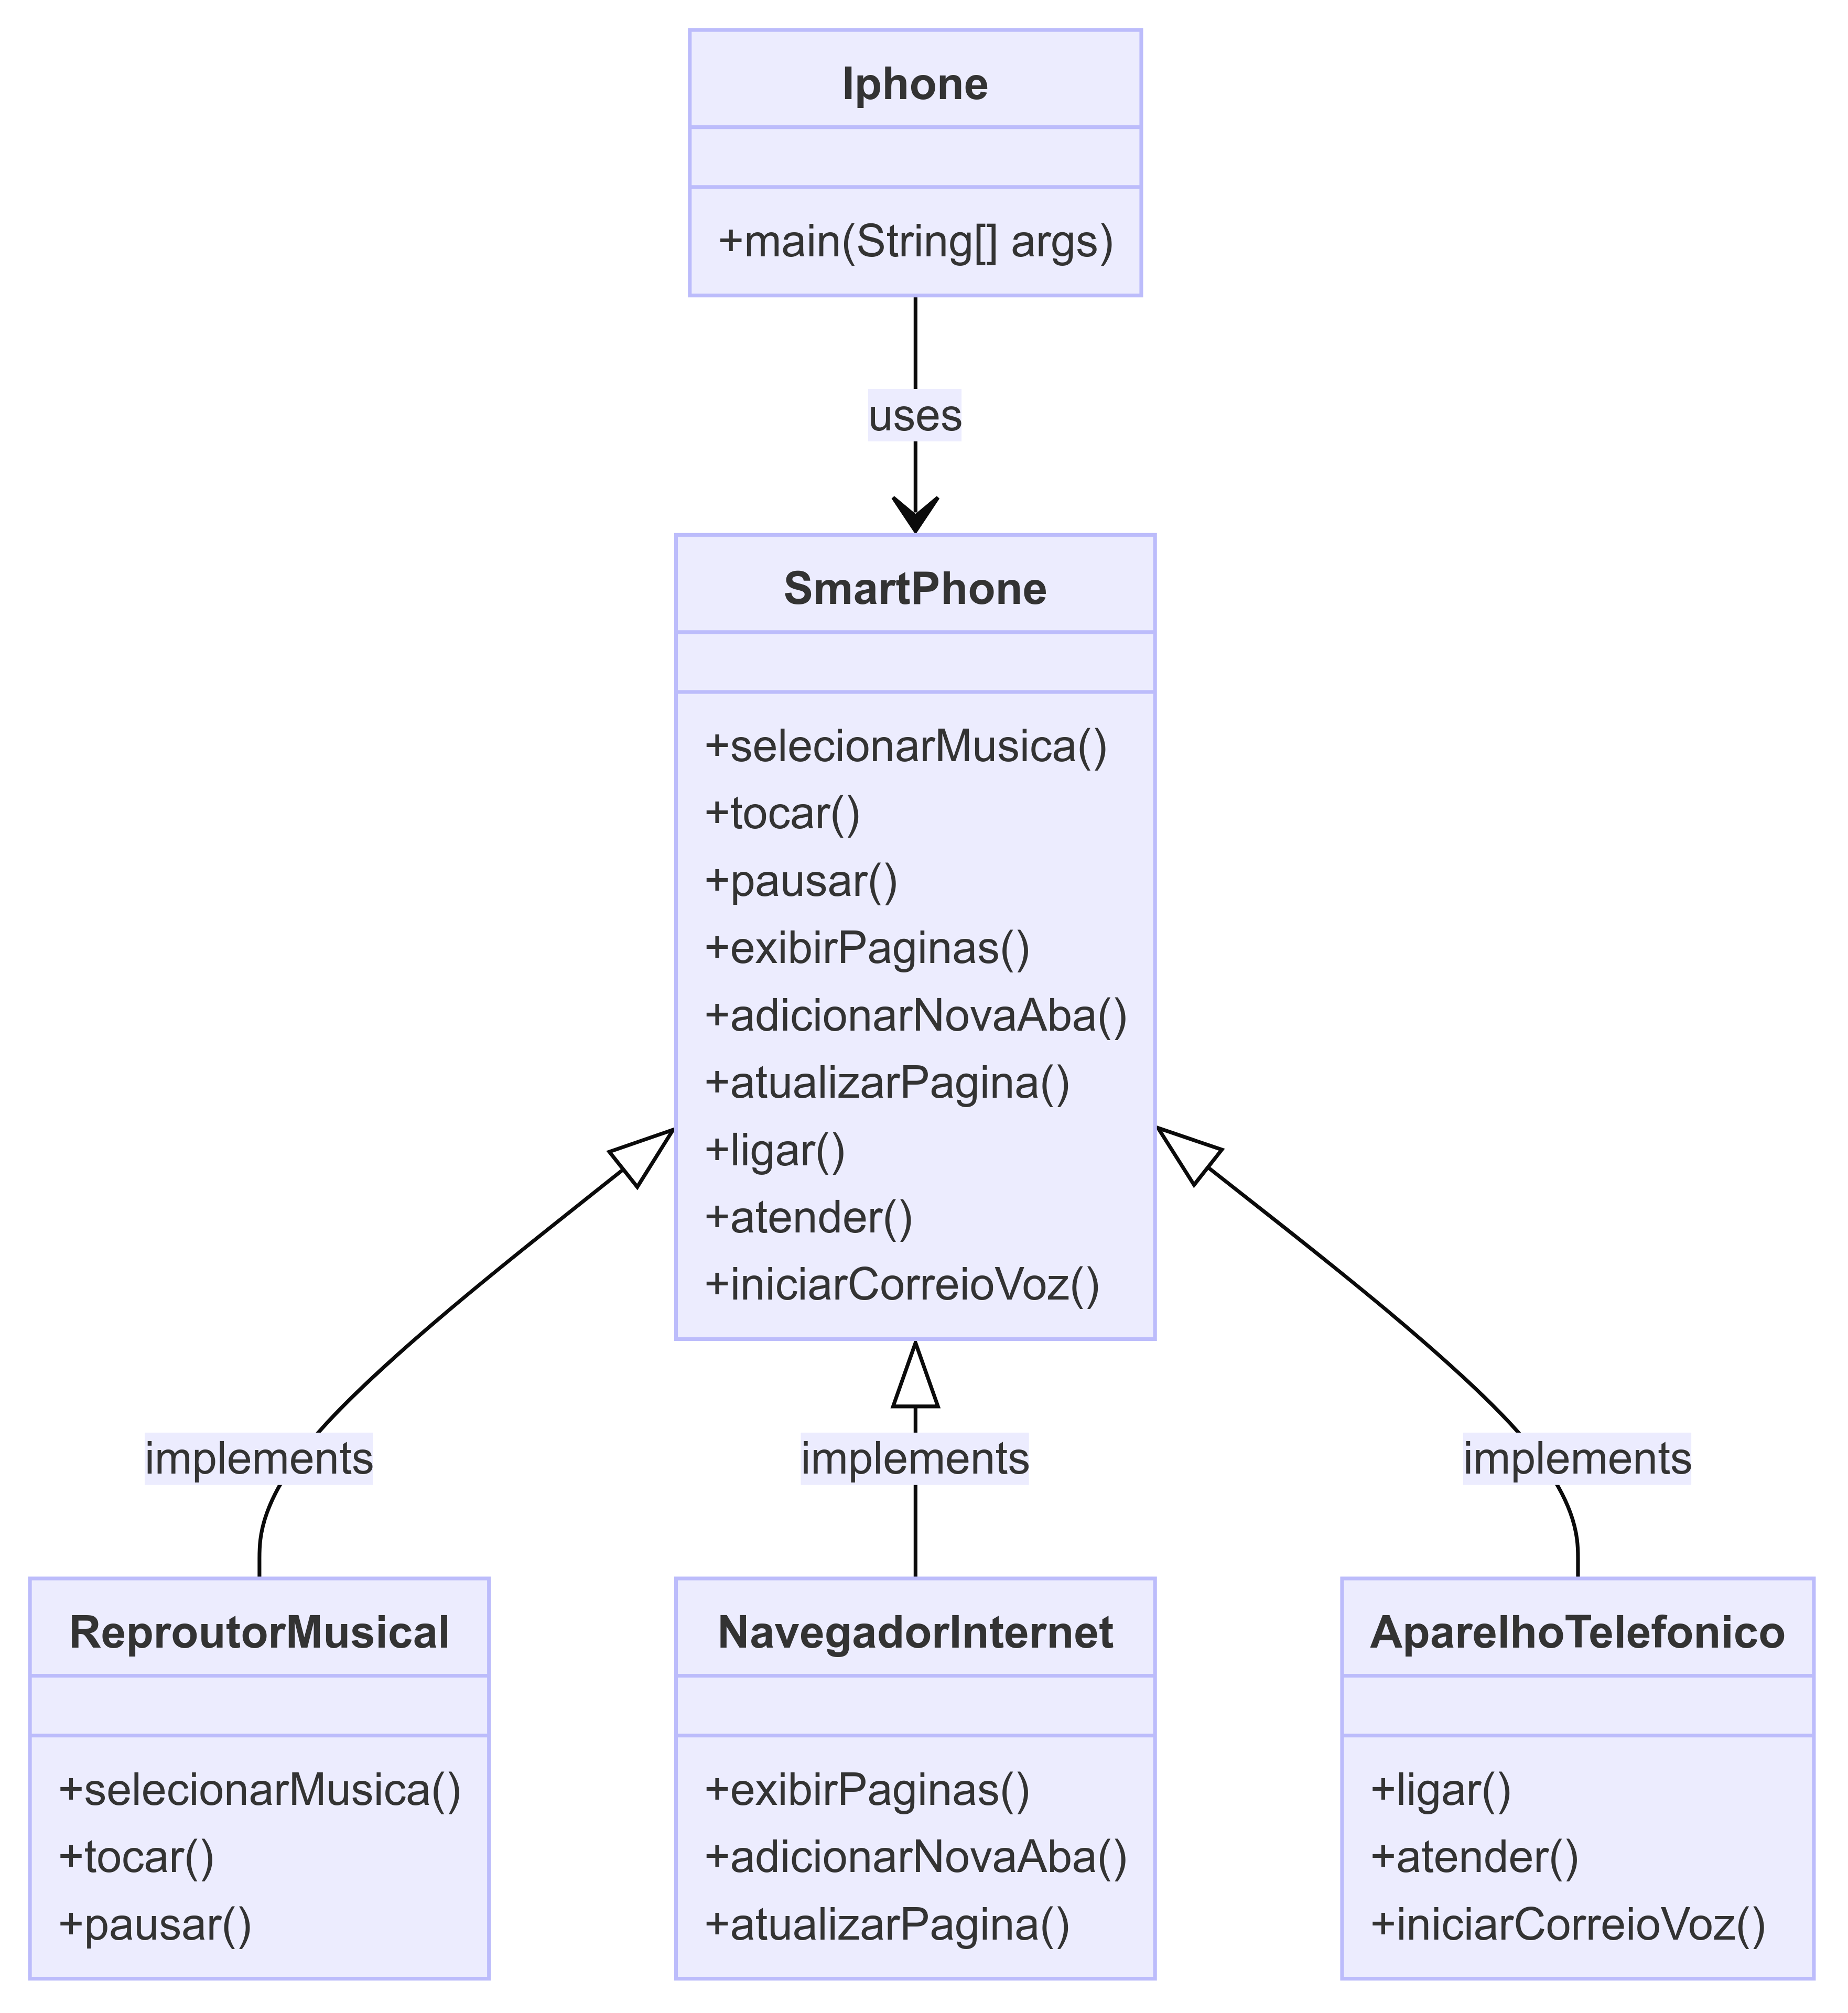 Iphone
+main(String[] args)
uses
SmartPhone
+selecionarMusica()
+tocar()
+pausar()
+exibirPaginas()
+adicionarNovaAba()
+atualizarPagina()
+ligar()
+atender()
+iniciarCorreioVoz()
implements
implements
implements
ReproutorMusical
+selecionarMusica()
+tocar()
+pausar()
NavegadorInternet
+exibirPaginas()
+adicionarNovaAba()
+atualizarPagina()
AparelhoTelefonico
+ligar()
+atender()
+iniciarCorreioVoz()